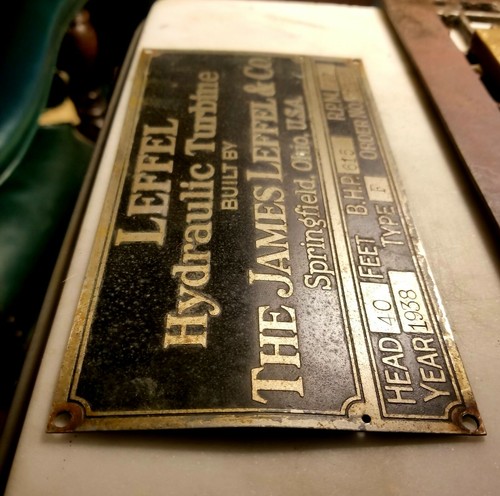 LEFFEL
Hydraulic Turbine
BUILT BY
THE JAMES LEFFEL & Co.
Springfield, Ohio, U.S.A.
HEAD 40 FEET B.H.P. R.P.M.
YEAR 1938 TYPE F ORDER NO.